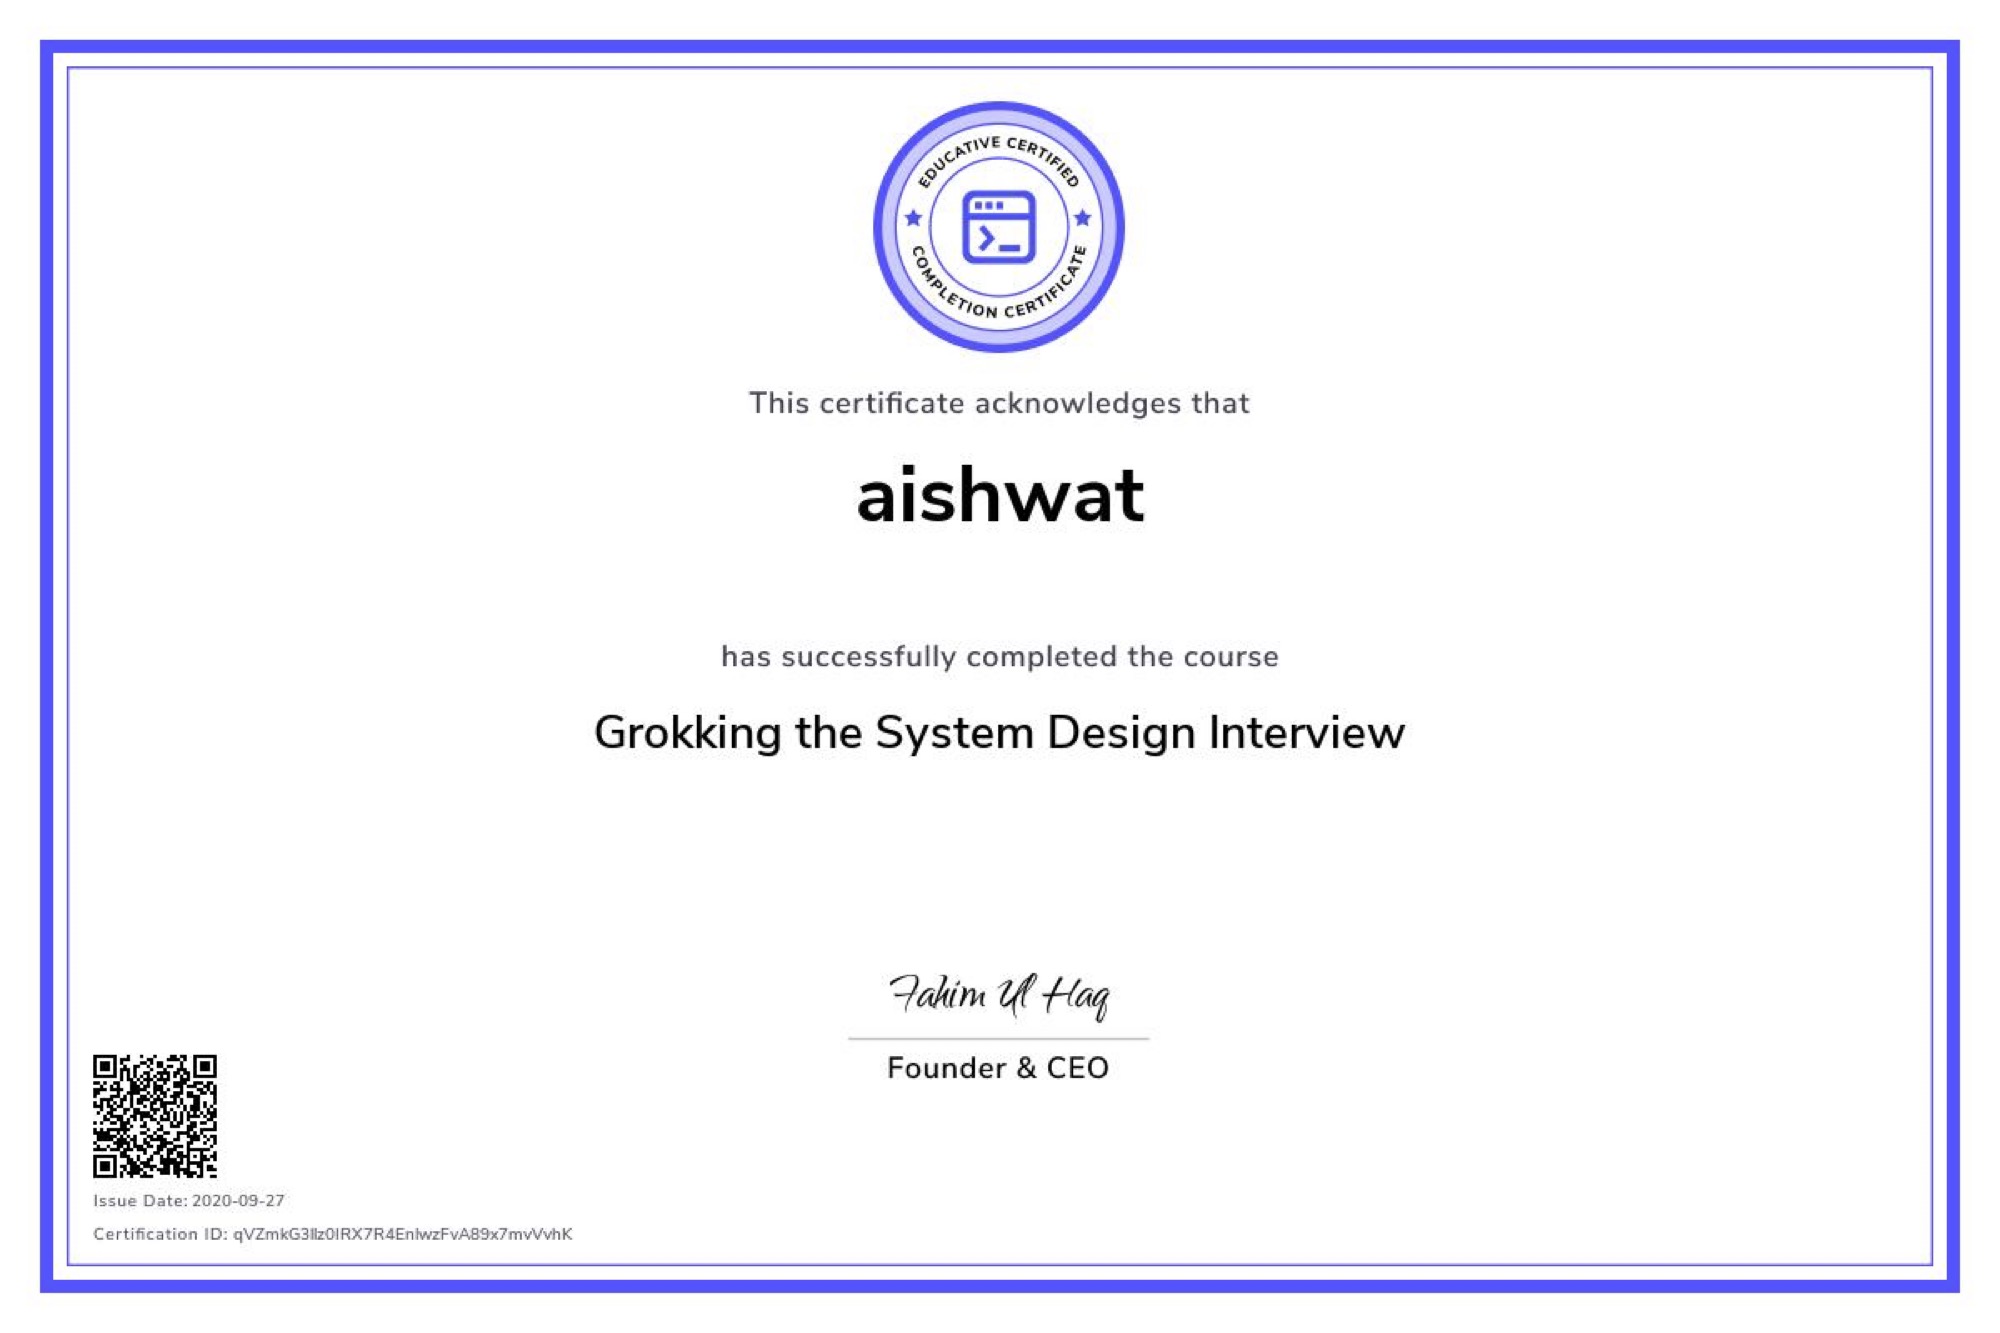 EDUCATIVE CERTIFIED
COMPLETION CERTIFICATE
This certificate acknowledges that
aishwat
has successfully completed the course
Grokking the System Design Interview
Fahim Ul Haq
Founder & CEO
Issue Date: 2020-09-27
Certification ID: